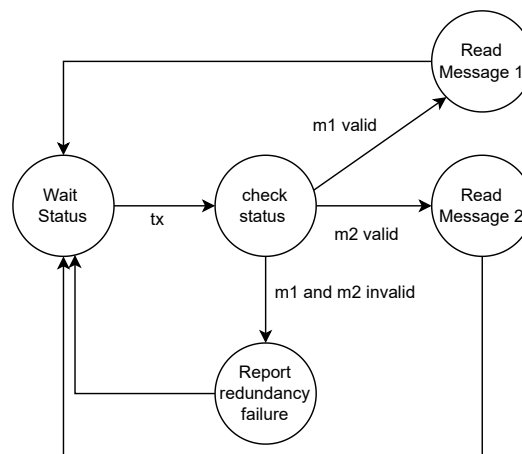 Read
Message 1
m1 valid
Wait
Status
tx
check
status
m2 valid
Read
Message 2
m1 and m2 invalid
Report
redundancy
failure